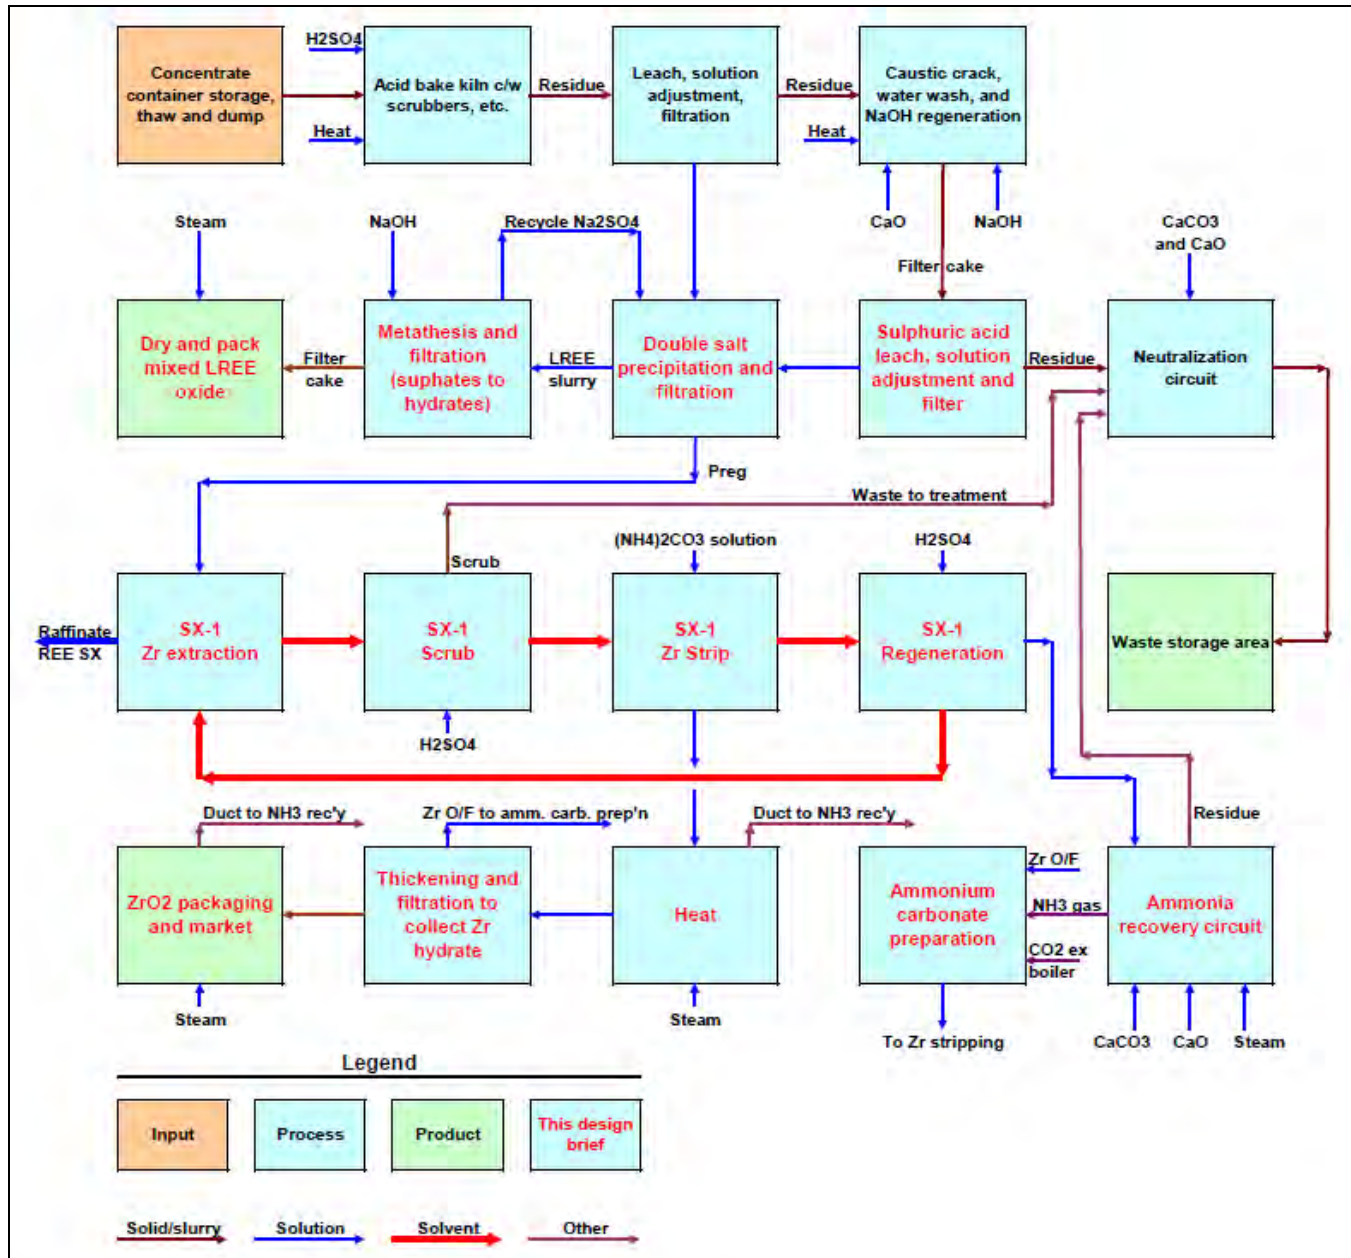 H2SO4
Concentrate
container storage,
thaw and dump
Heat
Acid bake kiln c/w
scrubbers, etc.
Residue
Leach, solution
adjustment,
filtration
Residue
Heat
Caustic crack,
water wash, and
NaOH regeneration
Steam
NaOH
Recycle Na2SO4
CaO
NaOH
Filter cake
CaCO3
and CaO
Dry and pack
mixed LREE
oxide
Filter
cake
Metathesis and
filtration
(suphates to
hydrates)
LREE
slurry
Double salt
precipitation and
filtration
Sulphuric acid
leach, solution
adjustment and
filter
Residue
Neutralization
circuit
Preg
Waste to treatment
Scrub
(NH4)2CO3 solution
H2SO4
Raffinate
REE SX
SX-1
Zr extraction
SX-1
Scrub
SX-1
Zr Strip
SX-1
Regeneration
Waste storage area
H2SO4
Duct to NH3 rec'y
Zr O/F to amm. carb. prep'n
Duct to NH3 rec'y
Residue
ZrO2 packaging
and market
Thickening and
filtration to
collect Zr
hydrate
Heat
Ammonium
carbonate
preparation
Zr O/F
NH3 gas
CO2 ex
boiler
Ammonia
recovery circuit
Steam
Steam
To Zr stripping
CaCO3
CaO
Steam
Legend
Input
Process
Product
This design
brief
Solid/slurry
Solution
Solvent
Other